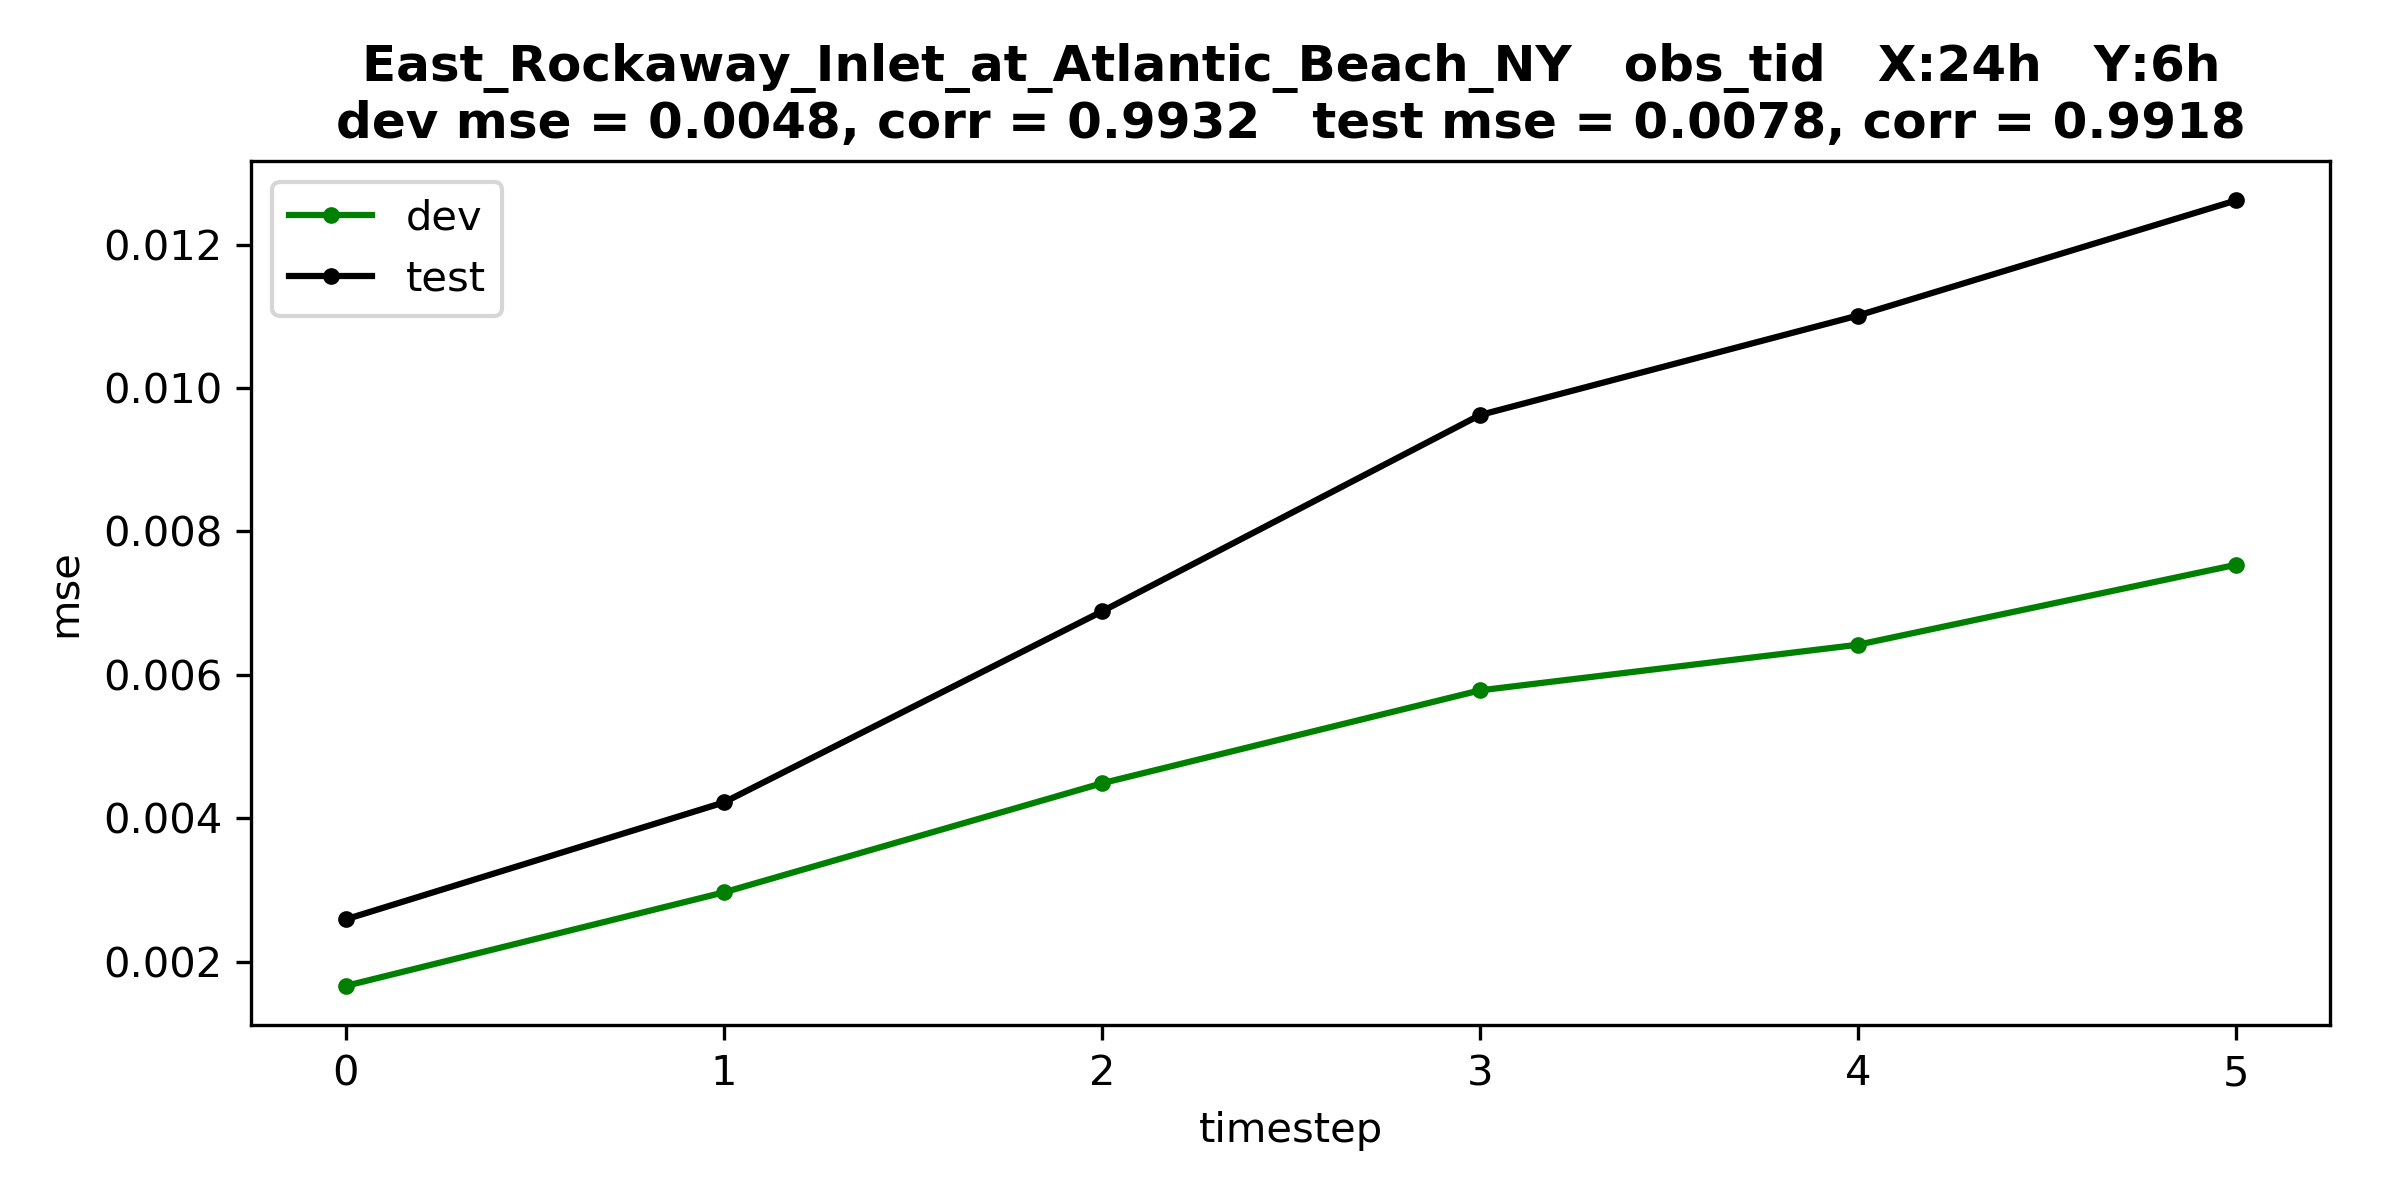 East_Rockaway_Inlet_at_Atlantic_Beach_NY   obs_tid   X:24h   Y:6h
dev mse = 0.0048, corr = 0.9932   test mse = 0.0078, corr = 0.9918
dev
test
0.012
0.010
0.008
0.006
0.004
0.002
mse
0 1 2 3 4 5
timestep